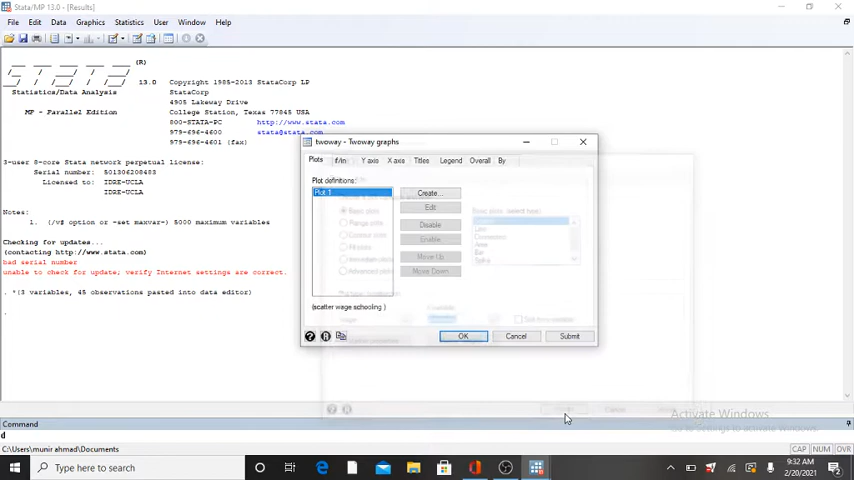 Stata/MP 13.0 - [Results]
File Edit Data Graphics Statistics User Window Help
(R)
13.0 Copyright 1985-2013 StataCorp LP
Statistics/Data Analysis StataCorp
4905 Lakeway Drive
MP - Parallel Edition College Station, Texas 77845 USA
800-STATA-PC http://www.stata.com
979-696-4600 stata@stata.com
979-696-4601 (fax)
3-user 8-core Stata network perpetual license:
Serial number: 501306208483
Licensed to: IDRE-UCLA
IDRE-UCLA
Notes:
1. (/v# option or -set maxvar-) 5000 maximum variables
Checking for updates...
(contacting http://www.stata.com)
bad serial number
unable to check for update; verify Internet settings are correct.
. *(3 variables, 45 observations pasted into data editor)
.
twoway - Twoway graphs
Plots if/in Y axis X axis Titles Legend Overall By
Plot definitions:
Plot 1
Create...
Edit
Disable
Enable
Move Up
Move Down
(scatter wage schooling )
OK Cancel Submit
Activate Windows
Go to Settings to activate Windows.
Command
d
C:\Users\munir ahmad\Documents
CAP NUM OVR
Type here to search
9:32 AM
2/20/2021